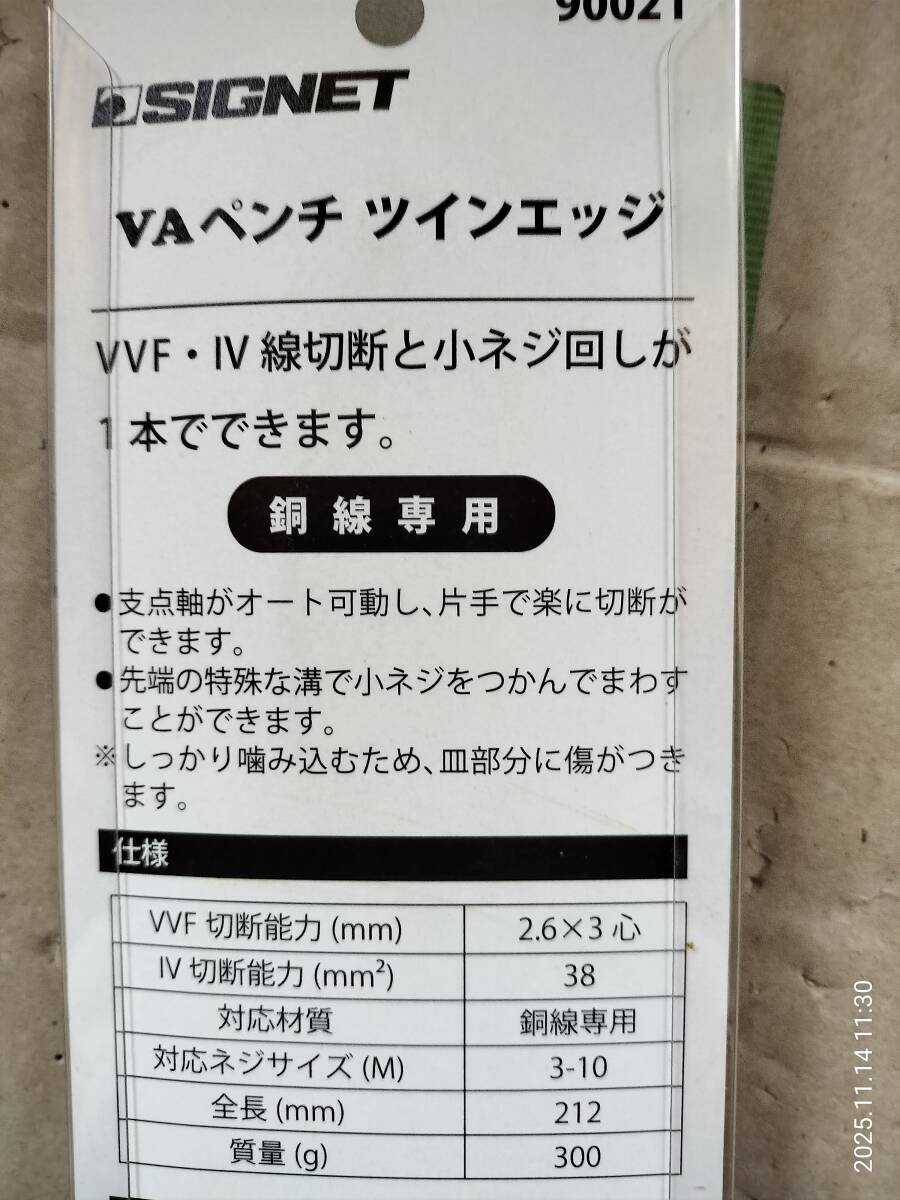 90021
SIGNET
VAペンチ ツインエッジ
VVF・IV 線切断と小ネジ回しが
1本でできます。
銅線専用
●支点軸がオート可動し、片手で楽に切断が
できます。
●先端の特殊な溝で小ネジをつかんでまわす
ことができます。
※しっかり噛み込むため、皿部分に傷がつき
ます。
仕様
VVF 切断能力 (mm) 2.6×3 心
IV 切断能力 (mm²) 38
対応材質 銅線専用
対応ネジサイズ (M) 3-10
全長 (mm) 212
質量 (g) 300
2025.11.14 11:30